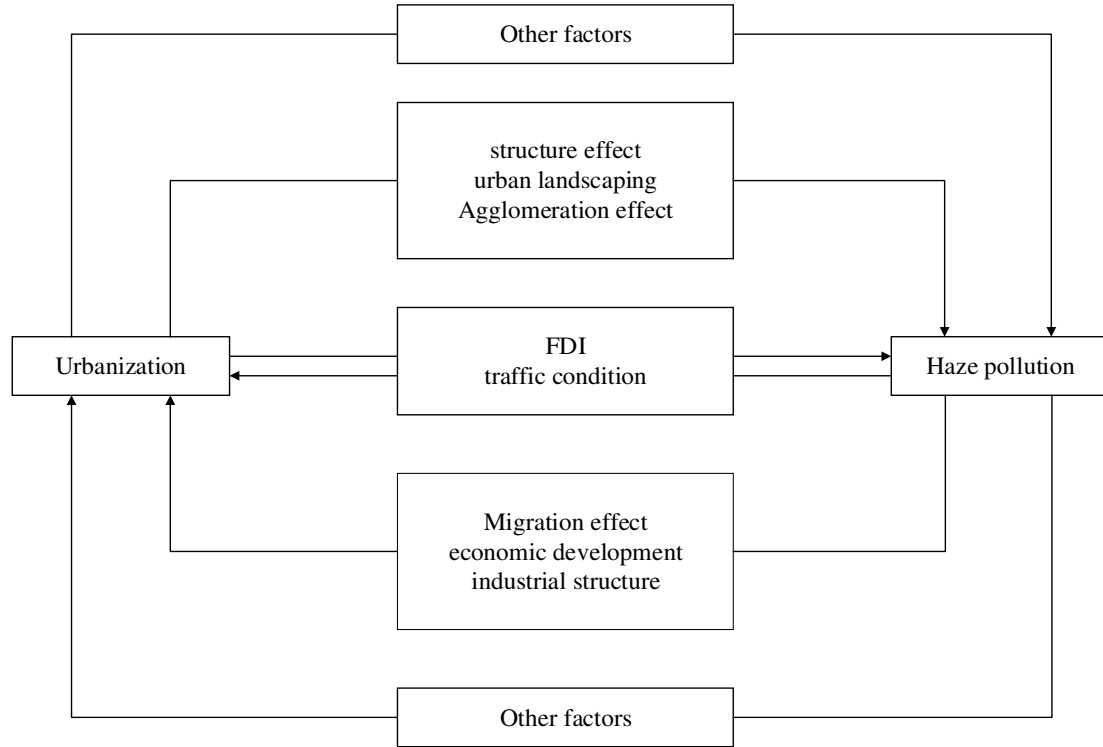 Other factors
structure effect
urban landscaping
Agglomeration effect
FDI
traffic condition
Urbanization
Haze pollution
Migration effect
economic development
industrial structure
Other factors